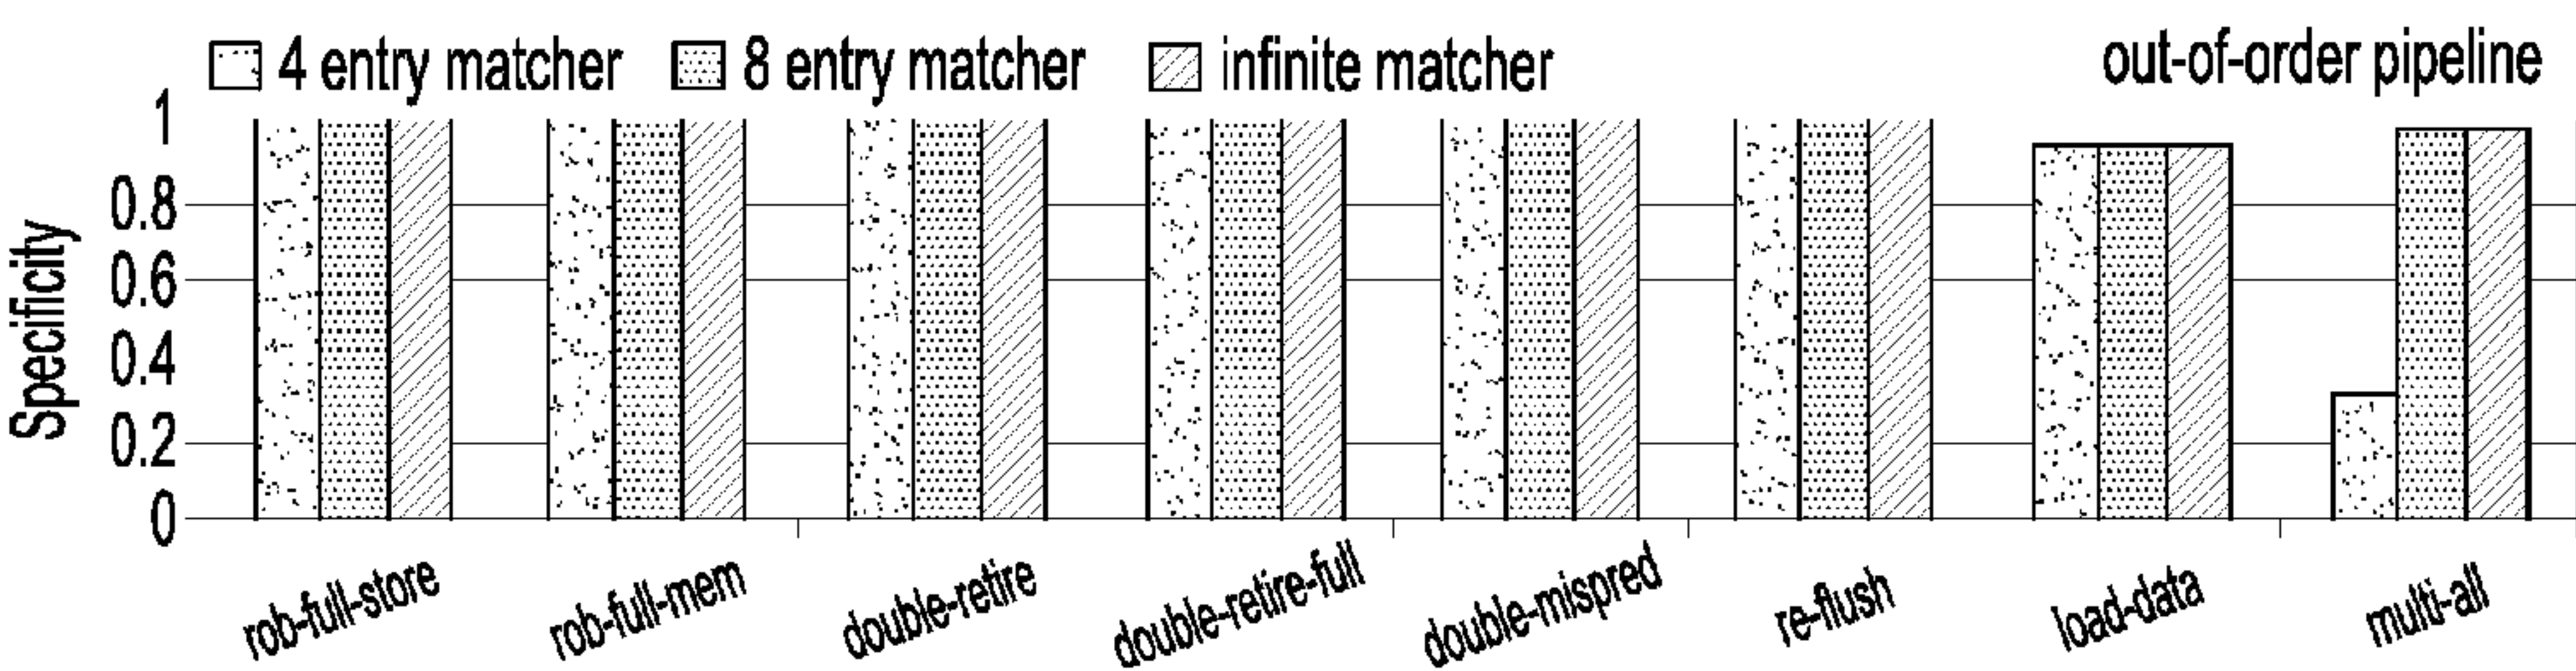 4 entry matcher 8 entry matcher infinite matcher out-of-order pipeline
1
0.8
0.6
0.4
0.2
0
Specificity
rob-full-store rob-full-mem double-retire double-retire-full double-mispred re-flush load-data multi-all